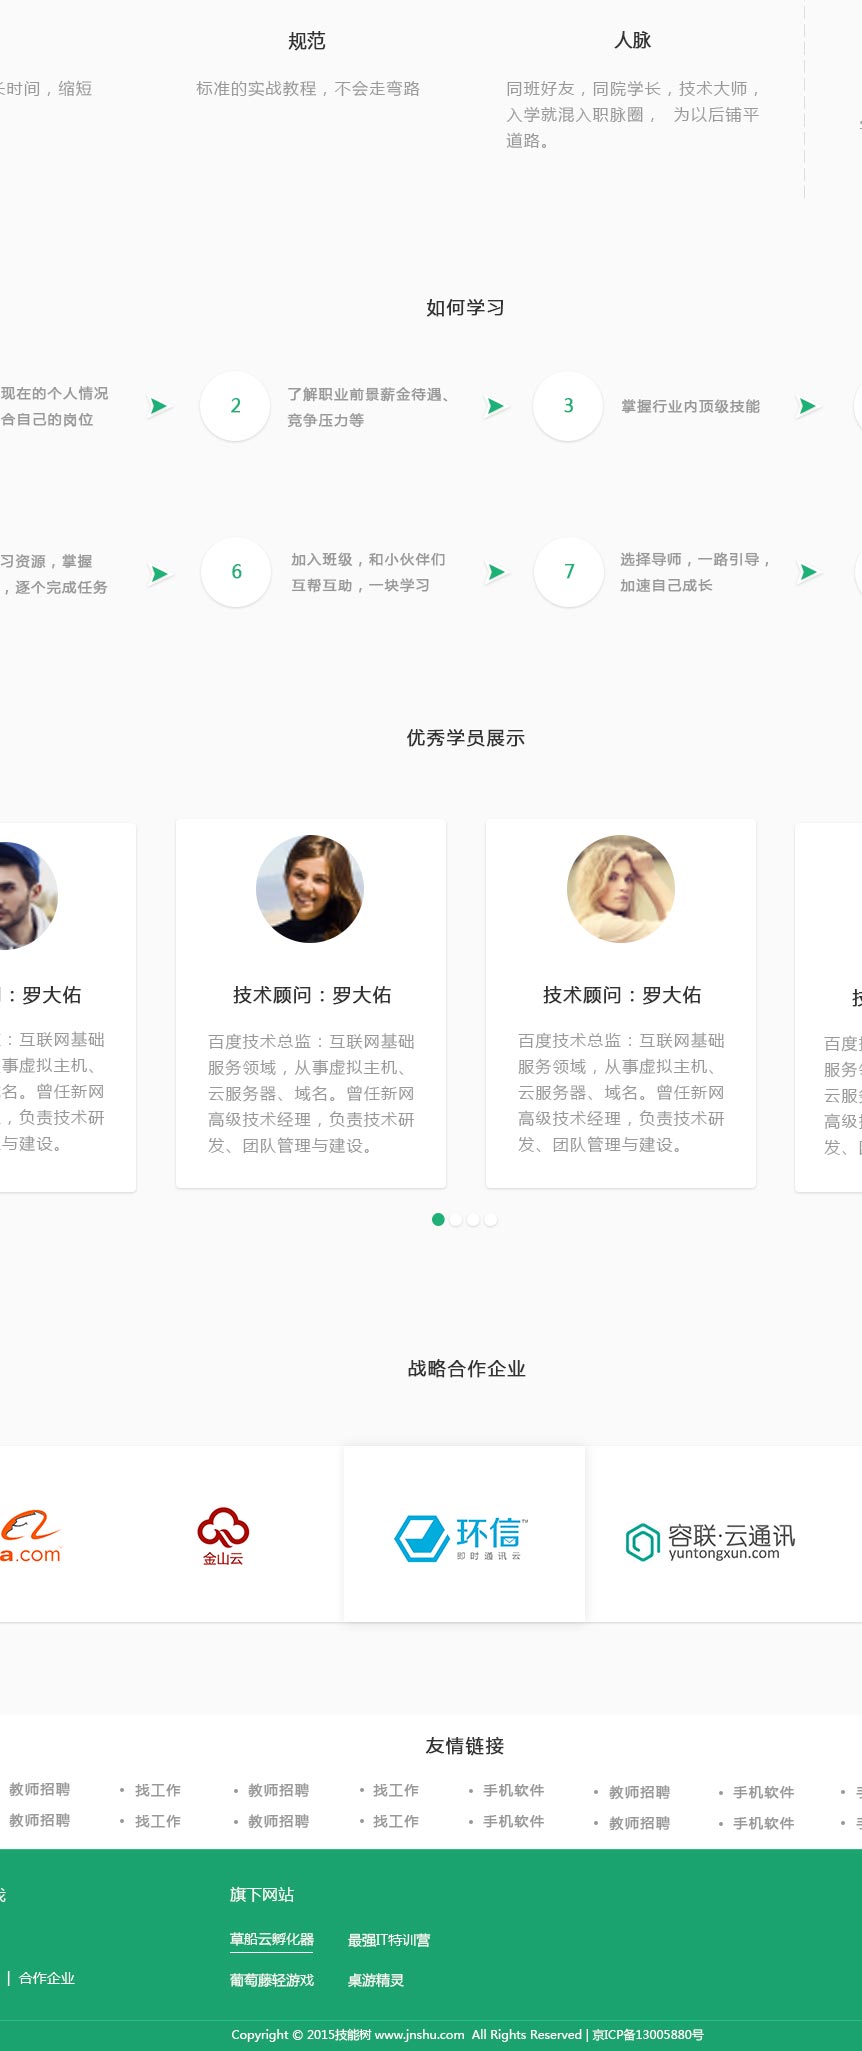 规范
人脉
长时间，缩短
标准的实战教程，不会走弯路
同班好友，同院学长，技术大师，
入学就混入职脉圈， 为以后铺平
道路。
如何学习
现在的个人情况
合自己的岗位
2
了解职业前景薪金待遇、
竞争压力等
3
掌握行业内顶级技能
习资源，掌握
，逐个完成任务
6
加入班级，和小伙伴们
互帮互助，一块学习
7
选择导师，一路引导，
加速自己成长
优秀学员展示
：罗大佑
：互联网基础
事虚拟主机、
名。曾任新网
，负责技术研
与建设。
技术顾问：罗大佑
百度技术总监：互联网基础
服务领域，从事虚拟主机、
云服务器、域名。曾任新网
高级技术经理，负责技术研
发、团队管理与建设。
技术顾问：罗大佑
百度技术总监：互联网基础
服务领域，从事虚拟主机、
云服务器、域名。曾任新网
高级技术经理，负责技术研
发、团队管理与建设。
技
百度
服务
云服
高级
发、
战略合作企业
a.com
金山云
环信™
即时通讯云
容联·云通讯
yuntongxun.com
友情链接
教师招聘 • 找工作 • 教师招聘 • 找工作 • 手机软件 • 教师招聘 • 手机软件 • 手
教师招聘 • 找工作 • 教师招聘 • 找工作 • 手机软件 • 教师招聘 • 手机软件 • 手
旗下网站
草船云孵化器 最强IT特训营
| 合作企业
葡萄藤轻游戏 桌游精灵
Copyright © 2015技能树 www.jnshu.com All Rights Reserved | 京ICP备13005880号